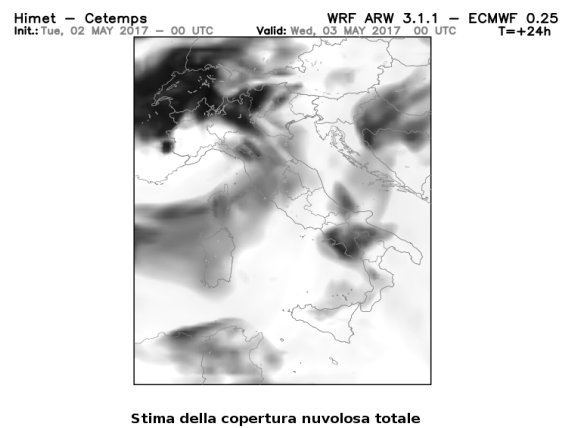 Himet – Cetemps WRF ARW 3.1.1 – ECMWF 0.25
Init.: Tue, 02 MAY 2017 – 00 UTC Valid: Wed, 03 MAY 2017 00 UTC T=+24h
Stima della copertura nuvolosa totale